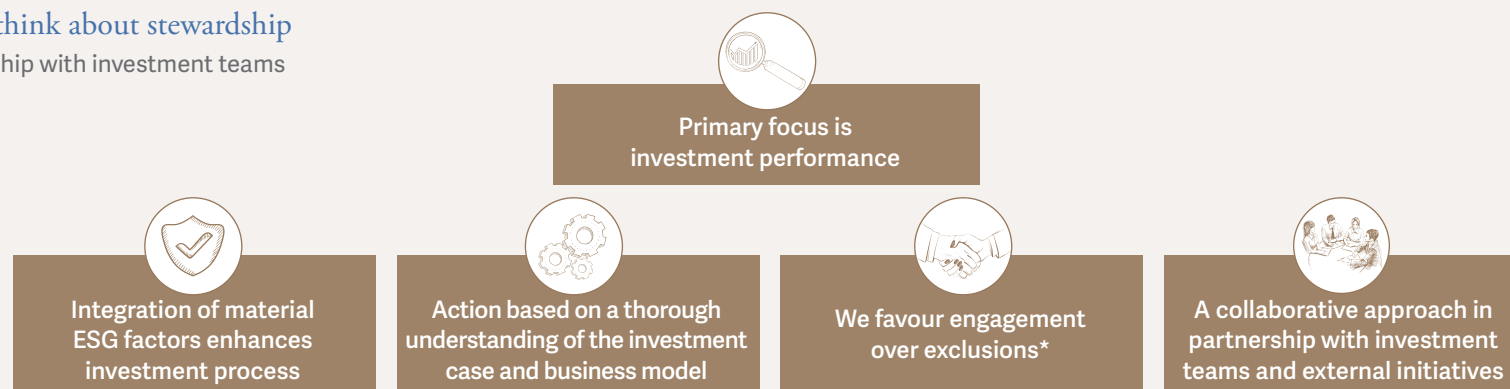 think about stewardship
ship with investment teams
Primary focus is
investment performance
Integration of material
ESG factors enhances
investment process
Action based on a thorough
understanding of the investment
case and business model
We favour engagement
over exclusions*
A collaborative approach in
partnership with investment
teams and external initiatives